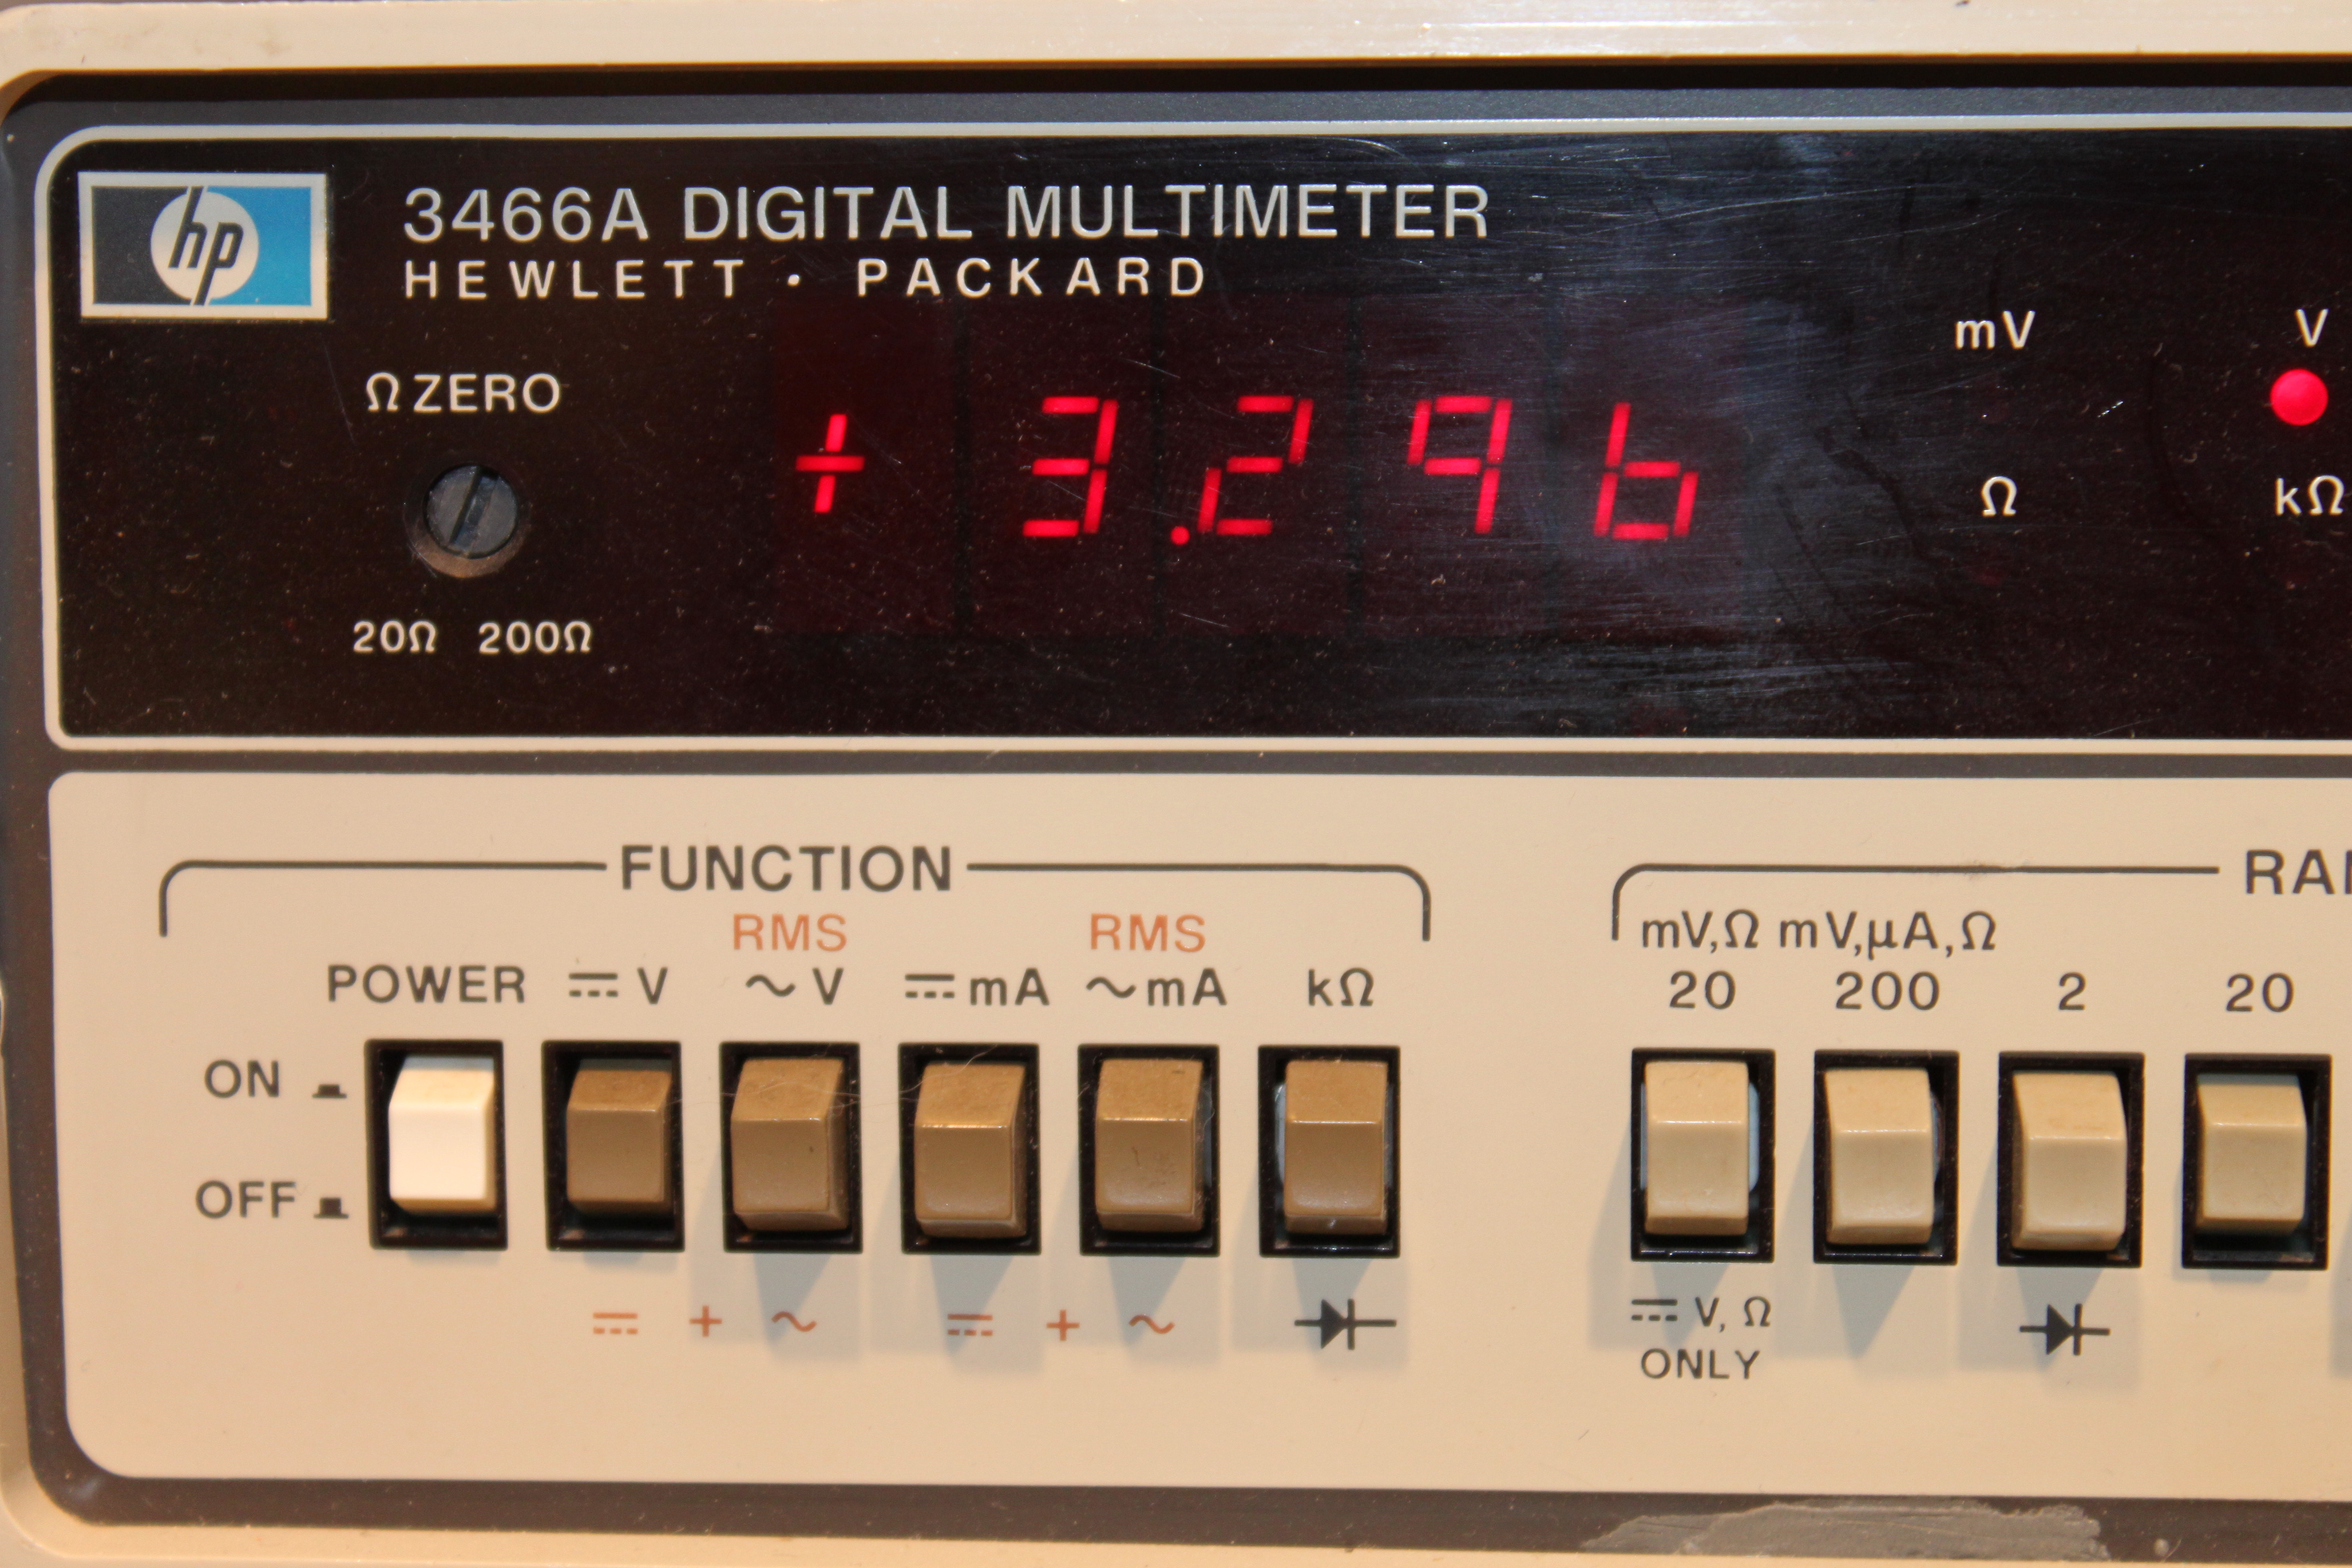 hp
3466A DIGITAL MULTIMETER
HEWLETT · PACKARD
mV V
Ω ZERO
+ 3.296
Ω kΩ
20Ω 200Ω
FUNCTION
RMS RMS
mV,Ω mV,μA,Ω
POWER ⎓ V ~ V ⎓ mA ~ mA kΩ
20 200 2 20
ON
OFF
⎓ + ~ ⎓ + ~
⎓ V, Ω
ONLY